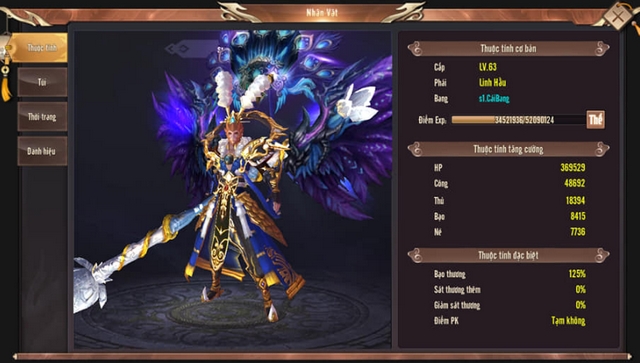 Nhân Vật
Thuộc tính
Túi
Thời trang
Danh hiệu
Thuộc tính cơ bản
Cấp LV.63
Phái Linh Hầu
Bang s1.CáiBang
Điểm Exp: 34521936/52090124 Thế
Thuộc tính tăng cường
HP 369529
Công 48692
Thủ 18394
Bạo 8415
Né 7736
Thuộc tính đặc biệt
Bạo thương 125%
Sát thương thêm 0%
Giảm sát thương 0%
Điểm PK Tạm không